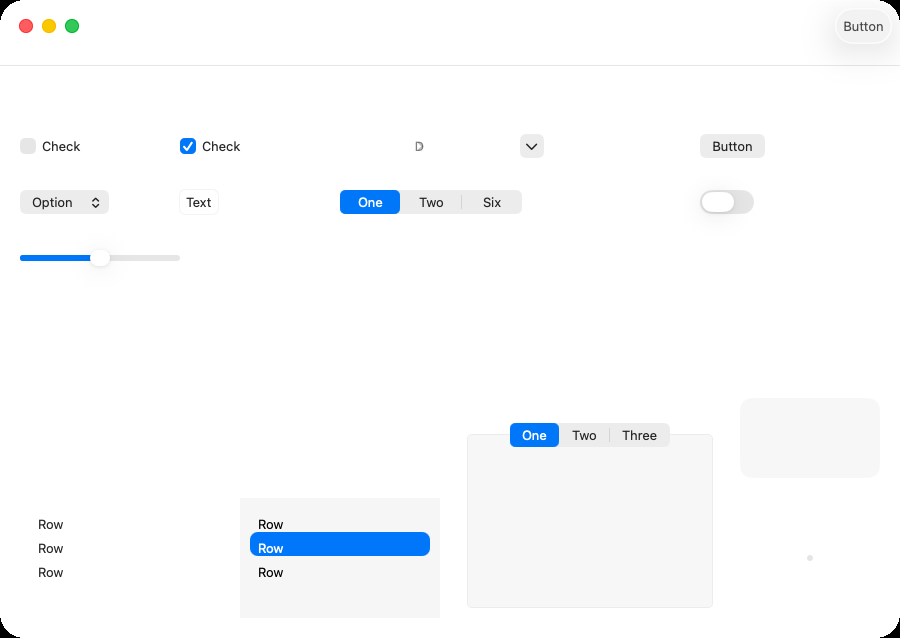 Button
Check
Check
D
Button
Option
Text
One
Two
Six
One
Two
Three
Row
Row
Row
Row
Row
Row